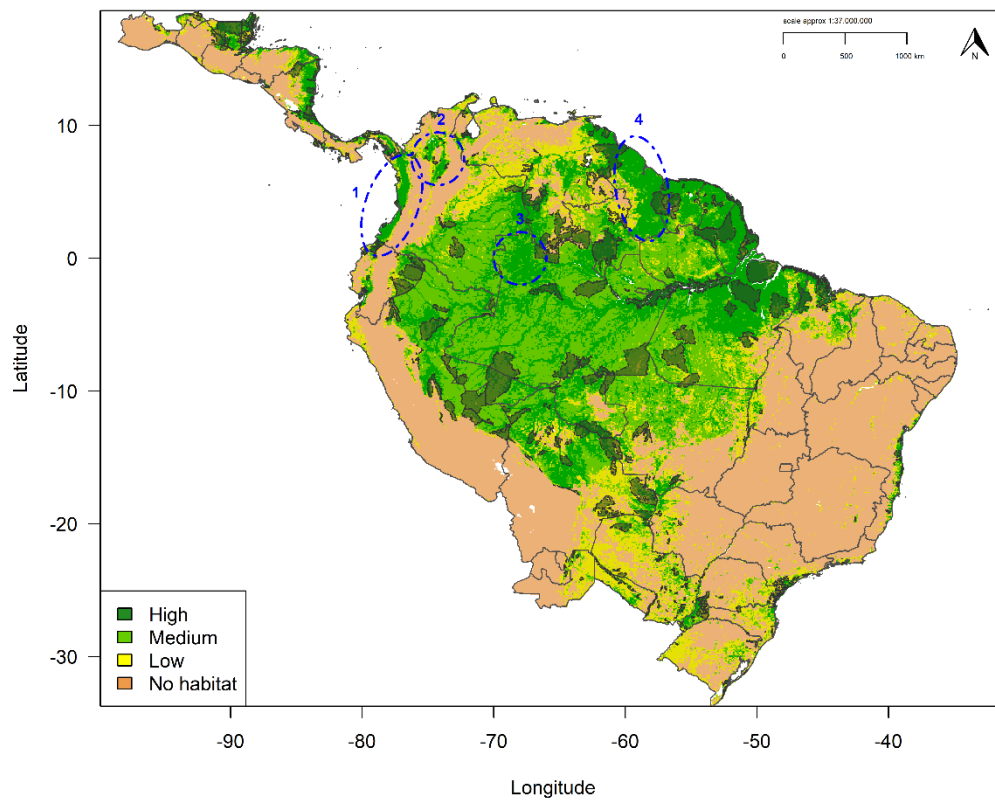 scale approx 1:37.000.000
0 500 1000 km
N
2
4
1
3
10
0
-10
-20
-30
Latitude
High
Medium
Low
No habitat
-90 -80 -70 -60 -50 -40
Longitude